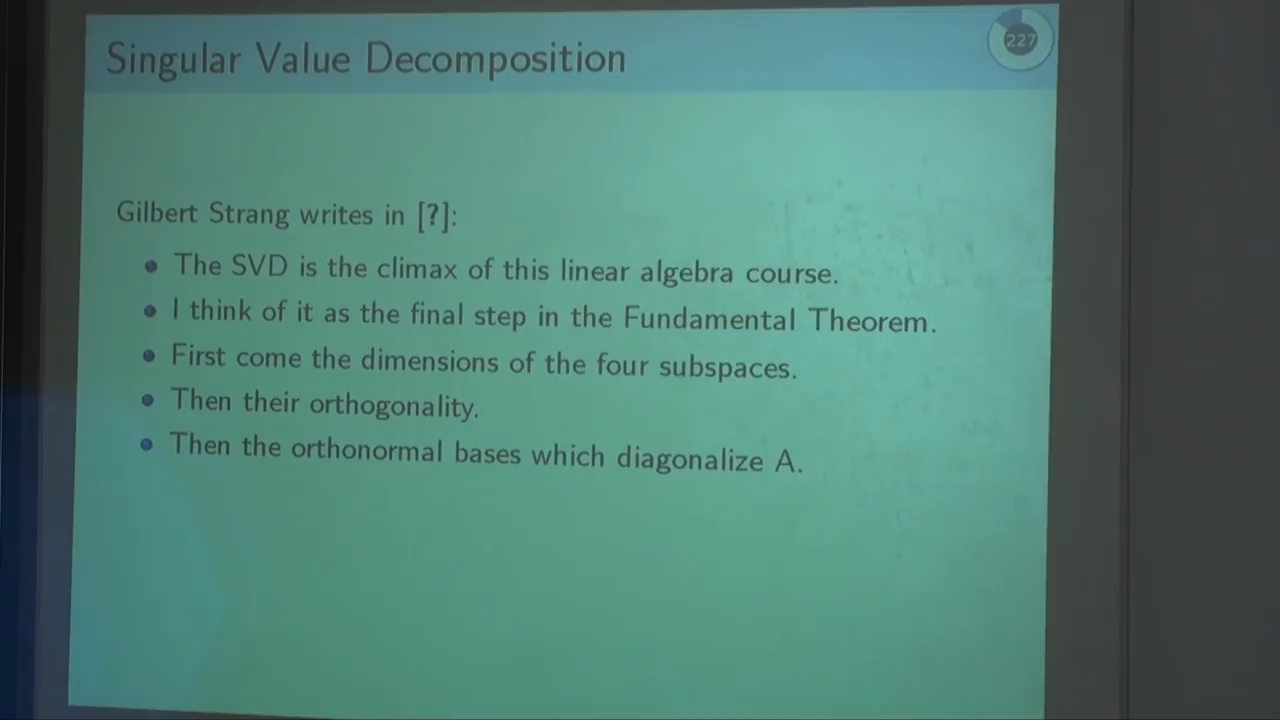 Singular Value Decomposition
227
Gilbert Strang writes in [?]:
The SVD is the climax of this linear algebra course.
I think of it as the final step in the Fundamental Theorem.
First come the dimensions of the four subspaces.
Then their orthogonality.
Then the orthonormal bases which diagonalize A.